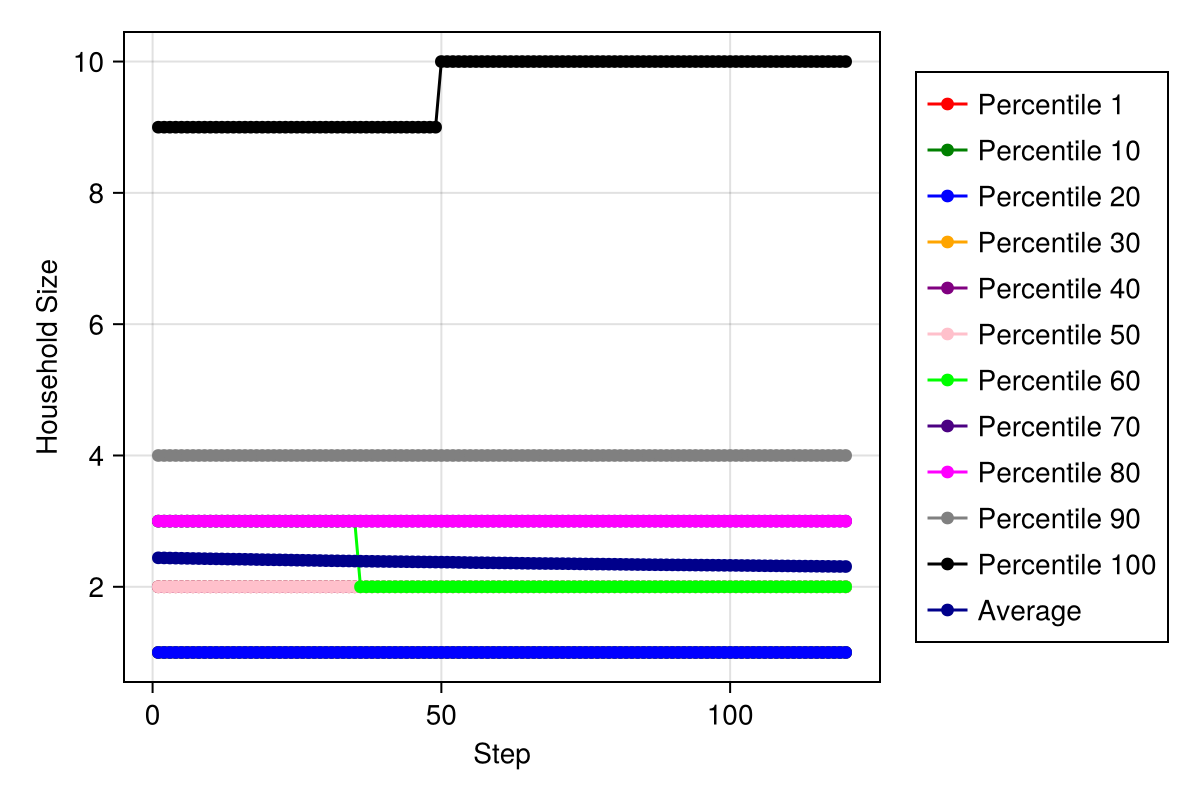 10
8
6
4
2
Household Size
0
50
100
Step
Percentile 1
Percentile 10
Percentile 20
Percentile 30
Percentile 40
Percentile 50
Percentile 60
Percentile 70
Percentile 80
Percentile 90
Percentile 100
Average